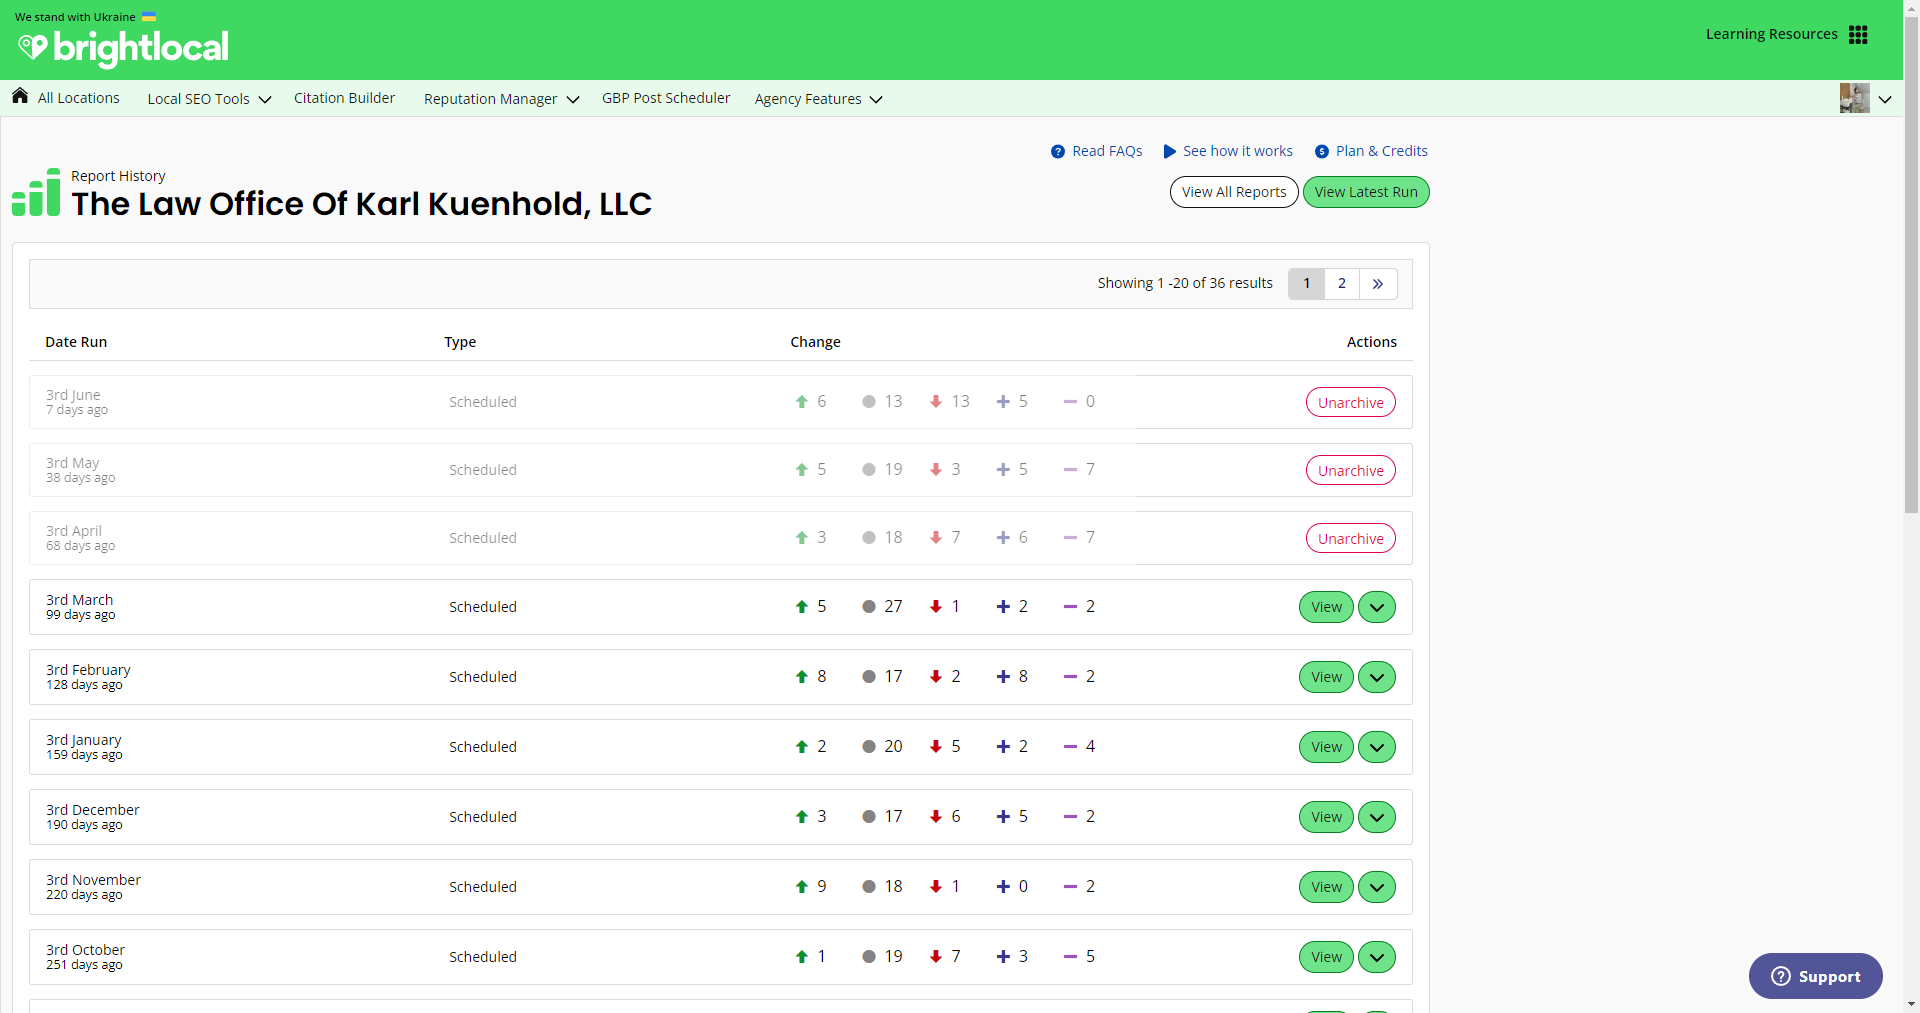 We stand with Ukraine
brightlocal
Learning Resources
All Locations Local SEO Tools Citation Builder Reputation Manager GBP Post Scheduler Agency Features
Read FAQs See how it works Plan & Credits
Report History
The Law Office Of Karl Kuenhold, LLC
View All Reports View Latest Run
Showing 1 -20 of 36 results 1 2 »
Date Run Type Change Actions
3rd June
7 days ago
Scheduled 6 13 13 5 0 Unarchive
3rd May
38 days ago
Scheduled 5 19 3 5 7 Unarchive
3rd April
68 days ago
Scheduled 3 18 7 6 7 Unarchive
3rd March
99 days ago
Scheduled 5 27 1 2 2 View
3rd February
128 days ago
Scheduled 8 17 2 8 2 View
3rd January
159 days ago
Scheduled 2 20 5 2 4 View
3rd December
190 days ago
Scheduled 3 17 6 5 2 View
3rd November
220 days ago
Scheduled 9 18 1 0 2 View
3rd October
251 days ago
Scheduled 1 19 7 3 5 View
Support